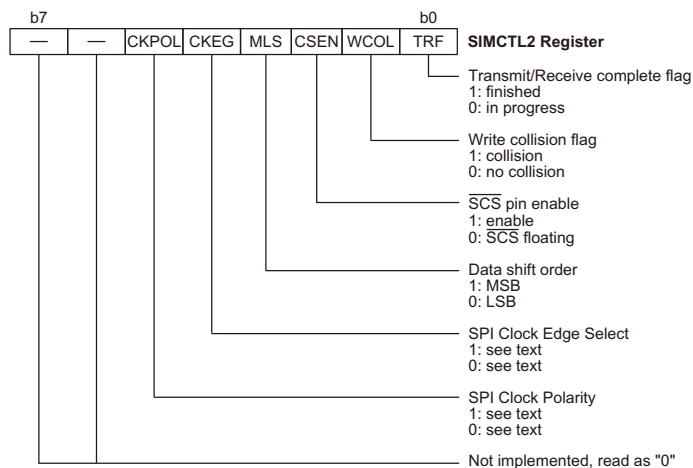 b7 b0
— — CKPOL CKEG MLS CSEN WCOL TRF SIMCTL2 Register
Transmit/Receive complete flag
1: finished
0: in progress
Write collision flag
1: collision
0: no collision
SCS pin enable
1: enable
0: SCS floating
Data shift order
1: MSB
0: LSB
SPI Clock Edge Select
1: see text
0: see text
SPI Clock Polarity
1: see text
0: see text
Not implemented, read as "0"